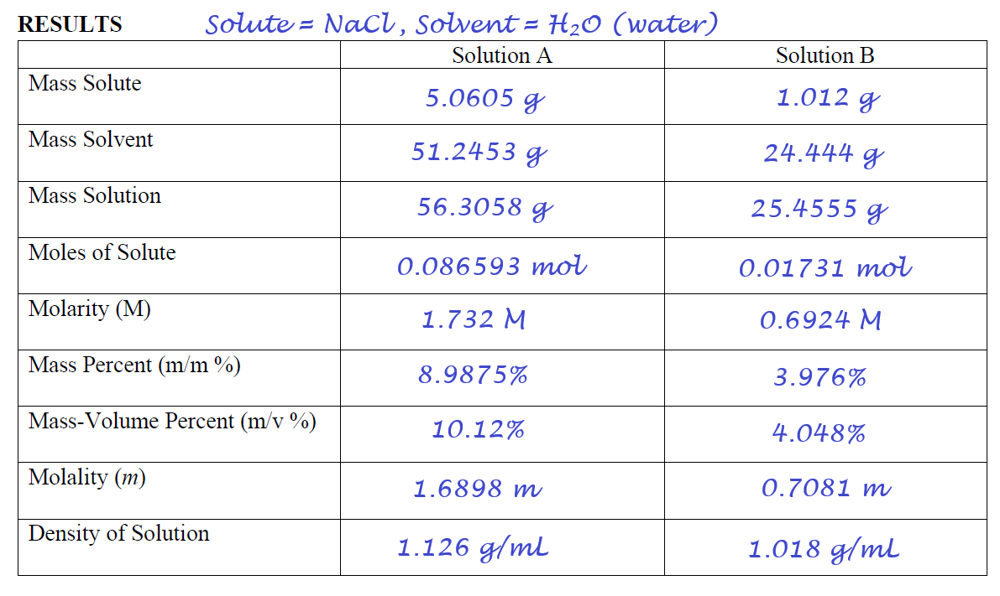 RESULTS Solute = NaCl, Solvent = H₂O (water)
Solution A Solution B
Mass Solute 5.0605 g 1.012 g
Mass Solvent 51.2453 g 24.444 g
Mass Solution 56.3058 g 25.4555 g
Moles of Solute 0.086593 mol 0.01731 mol
Molarity (M) 1.732 M 0.6924 M
Mass Percent (m/m %) 8.9875% 3.976%
Mass-Volume Percent (m/v %) 10.12% 4.048%
Molality (m) 1.6898 m 0.7081 m
Density of Solution 1.126 g/mL 1.018 g/mL